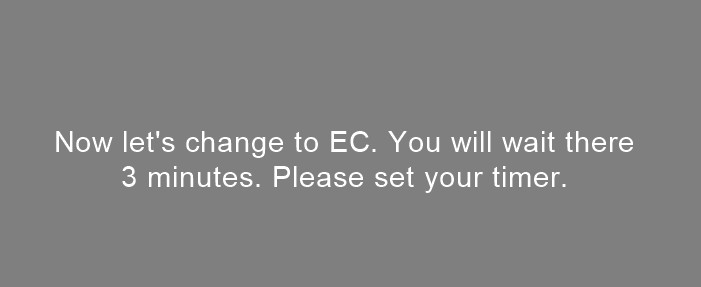 Now let's change to EC. You will wait there
3 minutes. Please set your timer.